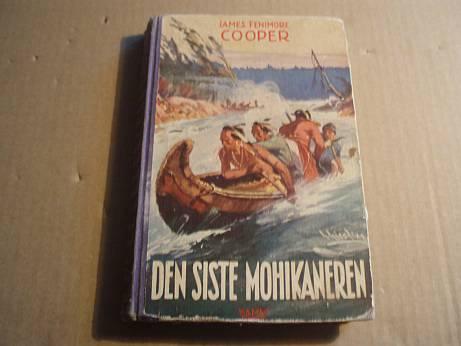 JAMES FENIMORE
COOPER
DEN SISTE MOHIKANEREN